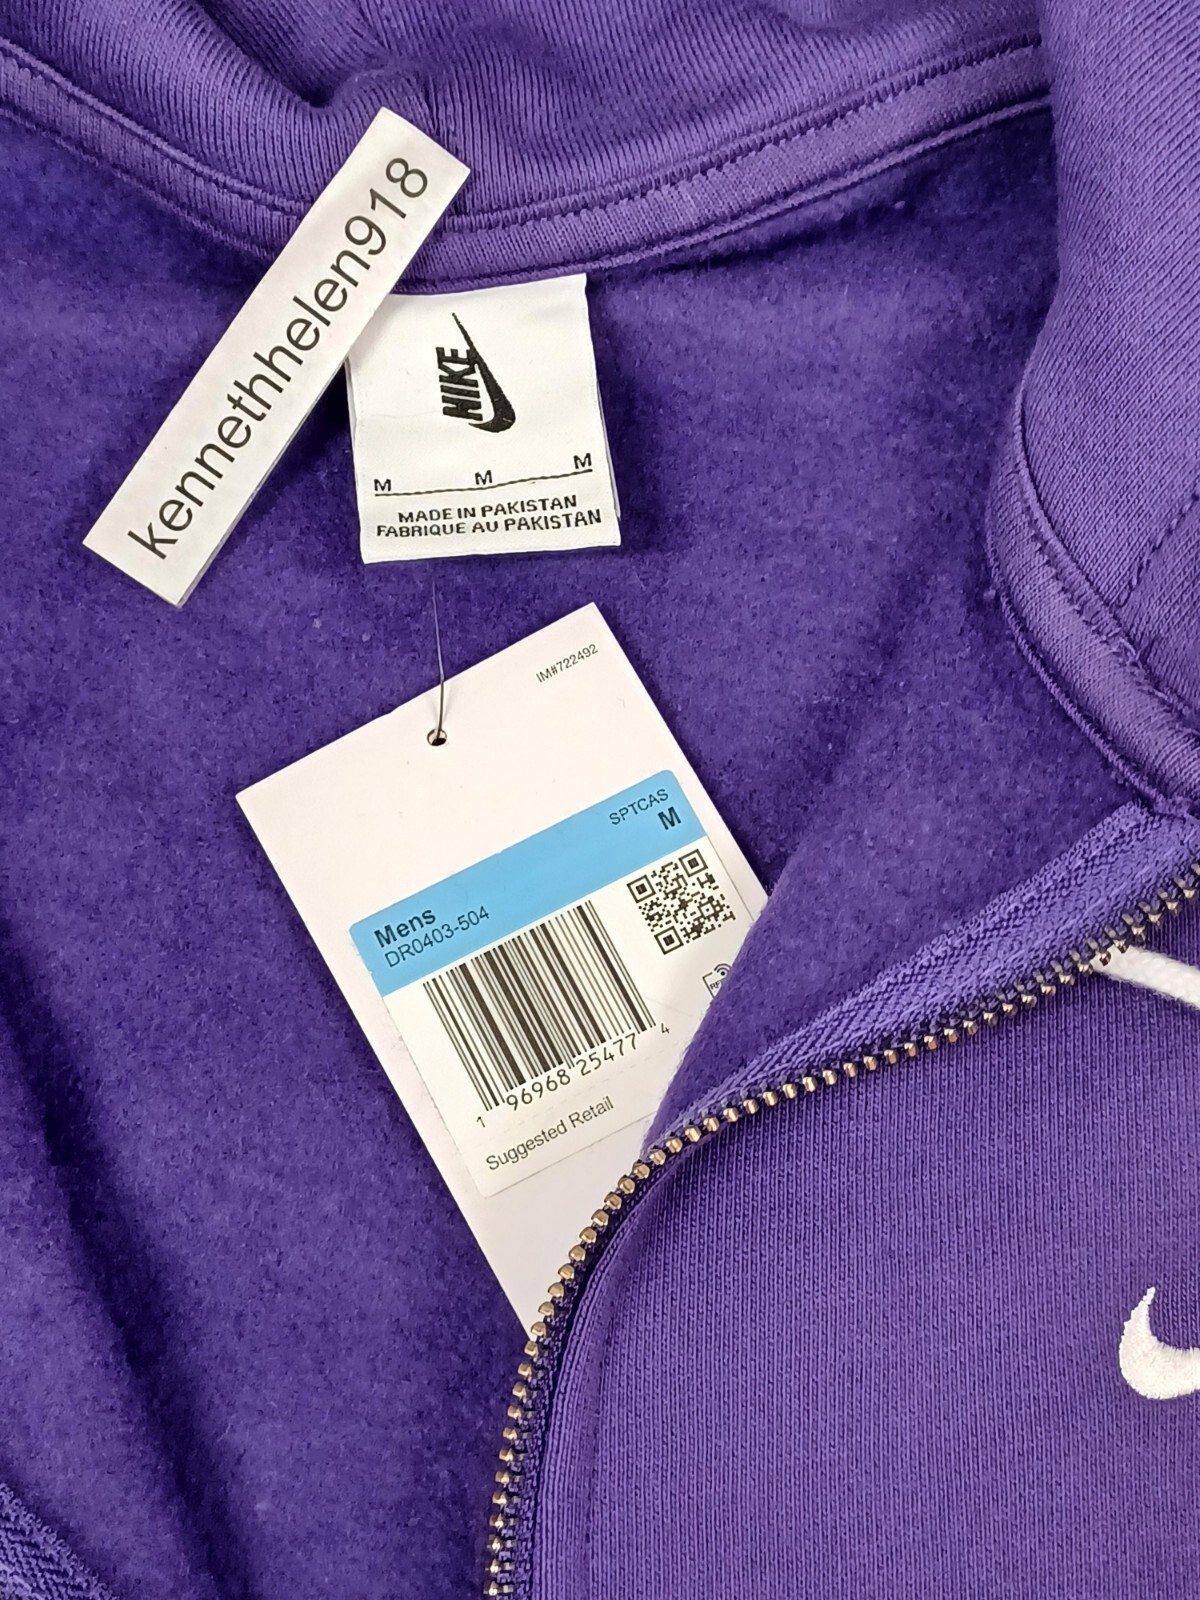 kennethhelen918
NIKE
M M M
MADE IN PAKISTAN
FABRIQUE AU PAKISTAN
IM#722492
SPTCAS
M
Mens
DR0403-504
1 96968 25477 4
Suggested Retail